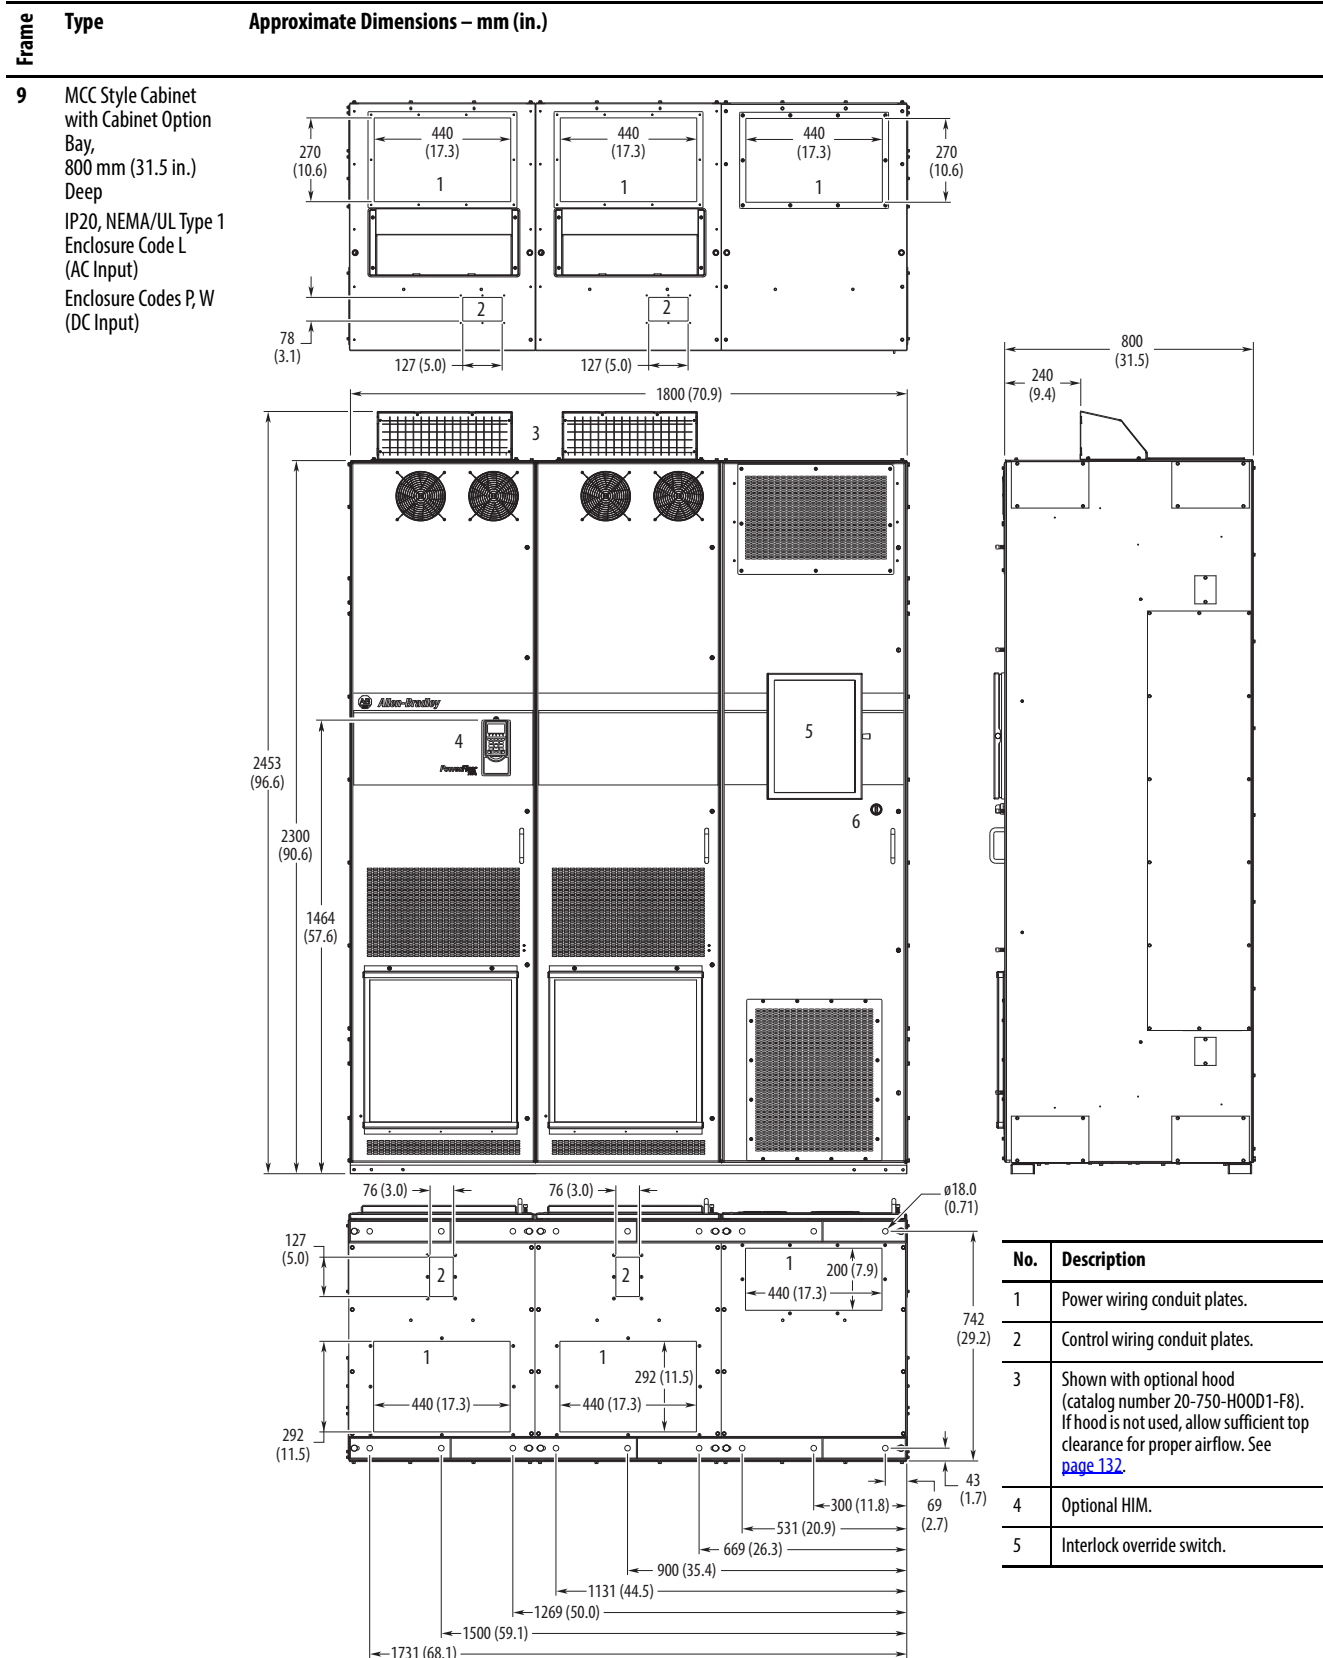 Frame
Type
Approximate Dimensions – mm (in.)
9
MCC Style Cabinet
with Cabinet Option
Bay,
800 mm (31.5 in.)
Deep
IP20, NEMA/UL Type 1
Enclosure Code L
(AC Input)
Enclosure Codes P, W
(DC Input)
440
(17.3)
440
(17.3)
440
(17.3)
270
(10.6)
270
(10.6)
1
1
1
2
2
78
(3.1)
127 (5.0)
127 (5.0)
800
(31.5)
240
(9.4)
1800 (70.9)
3
Allen-Bradley
4
PowerFlex
5
6
2453
(96.6)
2300
(90.6)
1464
(57.6)
76 (3.0)
76 (3.0)
ø18.0
(0.71)
127
(5.0)
2
2
1
200 (7.9)
440 (17.3)
742
(29.2)
1
1
292 (11.5)
440 (17.3)
440 (17.3)
292
(11.5)
43
(1.7)
69
(2.7)
300 (11.8)
531 (20.9)
669 (26.3)
900 (35.4)
1131 (44.5)
1269 (50.0)
1500 (59.1)
1731 (68.1)
No. Description
1 Power wiring conduit plates.
2 Control wiring conduit plates.
3 Shown with optional hood
(catalog number 20-750-HOOD1-F8).
If hood is not used, allow sufficient top
clearance for proper airflow. See
page 132.
4 Optional HIM.
5 Interlock override switch.